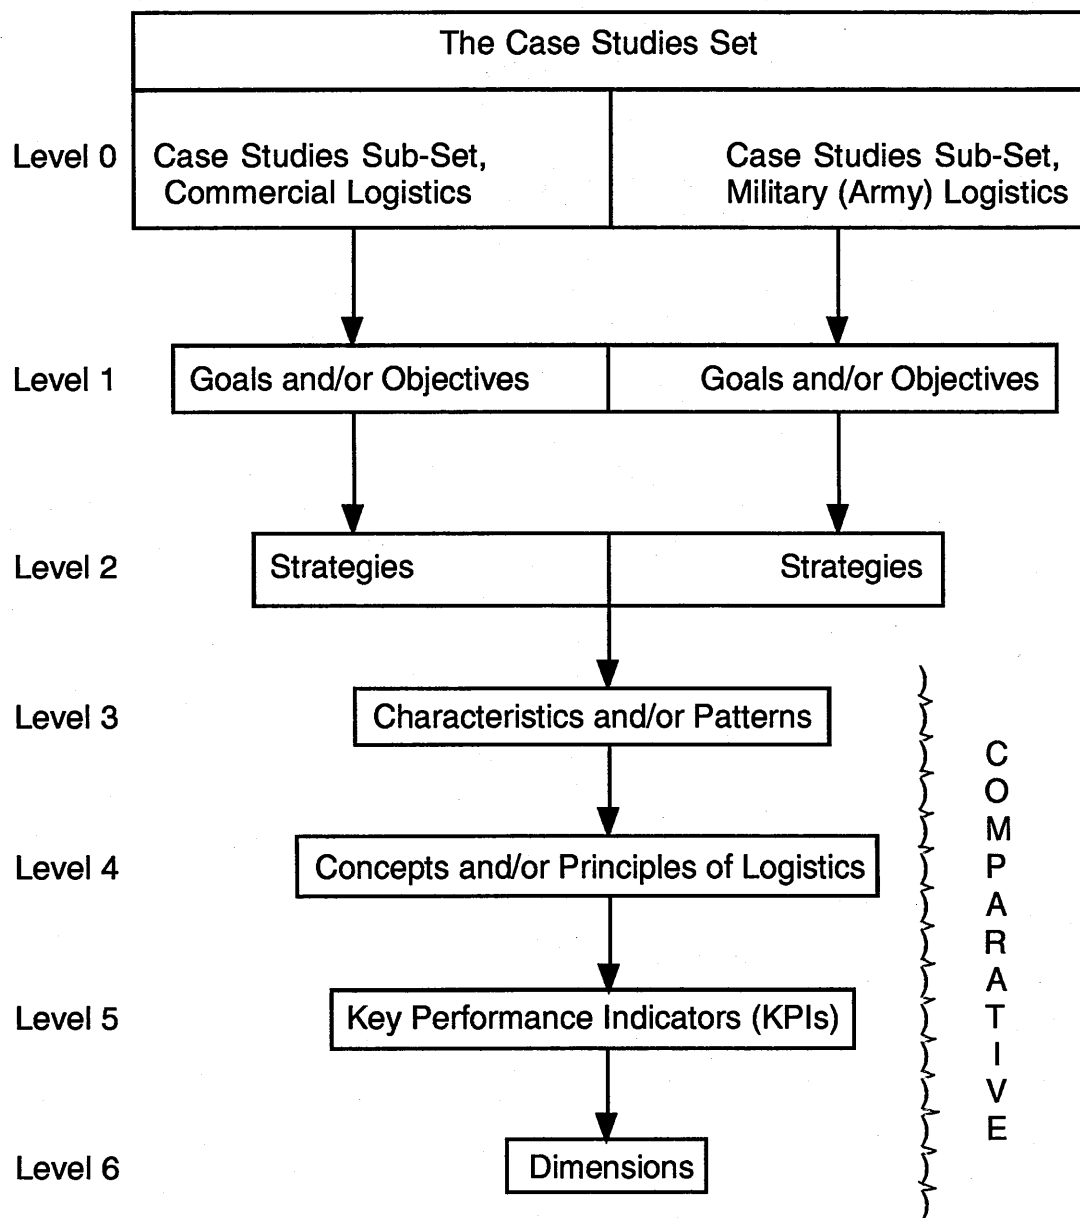 The Case Studies Set
Level 0
Case Studies Sub-Set,
Commercial Logistics
Case Studies Sub-Set,
Military (Army) Logistics
Level 1
Goals and/or Objectives
Goals and/or Objectives
Level 2
Strategies
Strategies
Level 3
Characteristics and/or Patterns
Level 4
Concepts and/or Principles of Logistics
Level 5
Key Performance Indicators (KPIs)
Level 6
Dimensions
COMPARATIVE